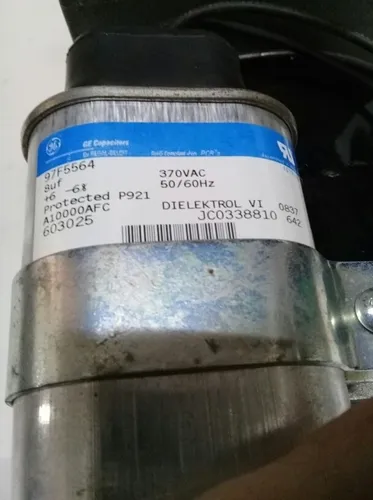 GE Capacitors
97F5564
8uf 370VAC
+6 -6% 50/60Hz
Protected P921
A10000AFC DIELEKTROL VI 0837
603025 JC0338810 642